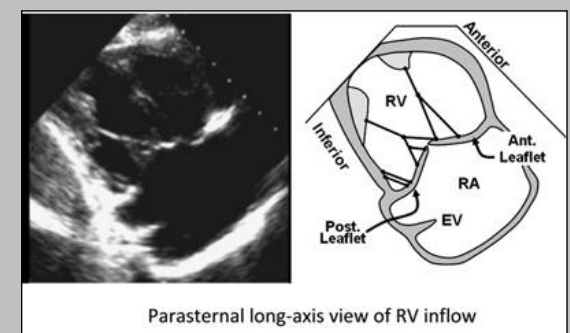 Anterior
RV
Inferior
Ant.
Leaflet
RA
Post.
Leaflet
EV
Parasternal long-axis view of RV inflow